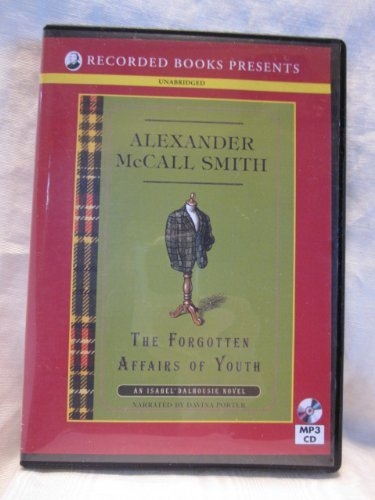 RECORDED BOOKS PRESENTS
UNABRIDGED
ALEXANDER
MCCALL SMITH
THE FORGOTTEN
AFFAIRS OF YOUTH
AN ISABEL DALHOUSIE NOVEL
NARRATED BY DAVINA PORTER
MP3
CD